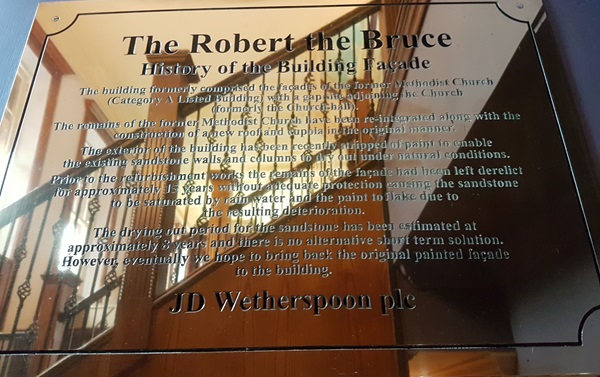 The Robert the Bruce
History of the Building Façade
The building formerly comprised the façades of the former Methodist Church
(Category A Listed Building) with a gap site adjoining the Church
(formerly the Church hall).
The remains of the former Methodist Church have been re-integrated along with the
construction of a new roof and cupola in the original manner.
The exterior of the building has been recently stripped of paint to enable
the existing sandstone walls and columns to dry out under natural conditions.
Prior to the refurbishment works the remains of the façade had been left derelict
for approximately 15 years without adequate protection causing the sandstone
to be saturated by rain water and the paint to flake due to
the resulting deterioration.
The drying out period for the sandstone has been estimated at
approximately 8 years and there is no alternative short term solution.
However, eventually we hope to bring back the original painted façade
to the building.
JD Wetherspoon plc